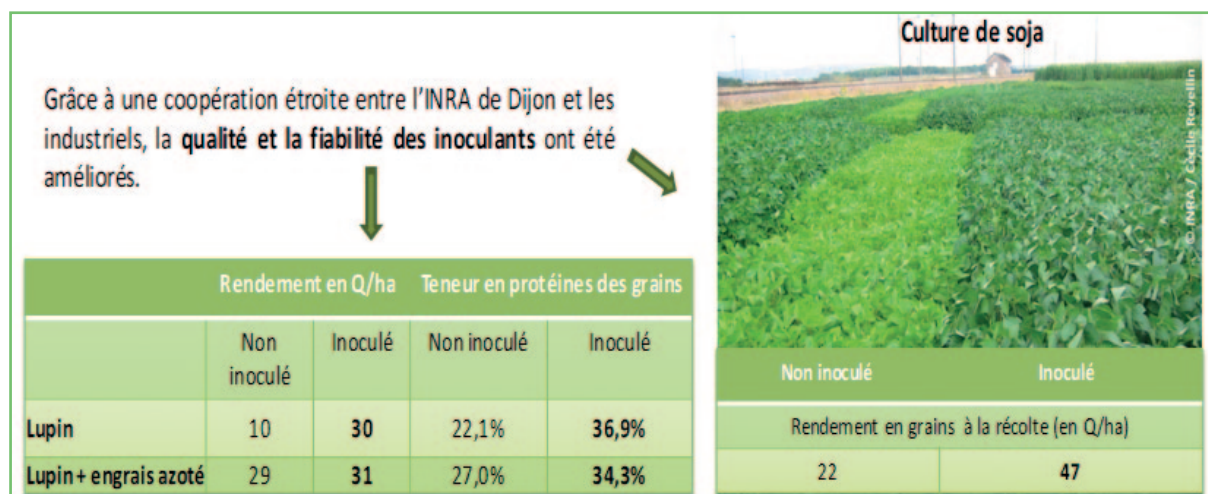 Grâce à une coopération étroite entre l'INRA de Dijon et les
industriels, la qualité et la fiabilité des inoculants ont été
améliorés.
Rendement en Q/ha Teneur en protéines des grains
Non inoculé Inoculé Non inoculé Inoculé
Lupin 10 30 22,1% 36,9%
Lupin + engrais azoté 29 31 27,0% 34,3%
Culture de soja
© INRA / Cécile Revellin
Non inoculé Inoculé
Rendement en grains à la récolte (en Q/ha)
22 47